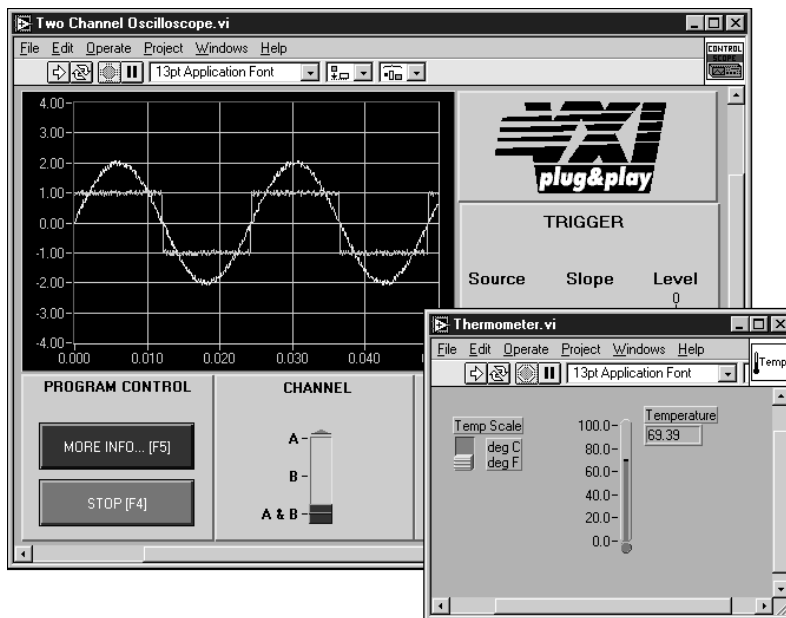 Two Channel Oscilloscope.vi
File Edit Operate Project Windows Help
13pt Application Font
CONTROL
SCOPE
4.00
3.00
2.00
1.00
0.00
-1.00
-2.00
-3.00
-4.00
0.000 0.010 0.020 0.030 0.040
VXI
plug&play
TRIGGER
Source Slope Level
0
PROGRAM CONTROL
MORE INFO... [F5]
STOP [F4]
CHANNEL
A
B
A & B
Thermometer.vi
File Edit Operate Project Windows Help
13pt Application Font
Temp
Temp Scale
deg C
deg F
100.0
80.0
60.0
40.0
20.0
0.0
Temperature
69.39